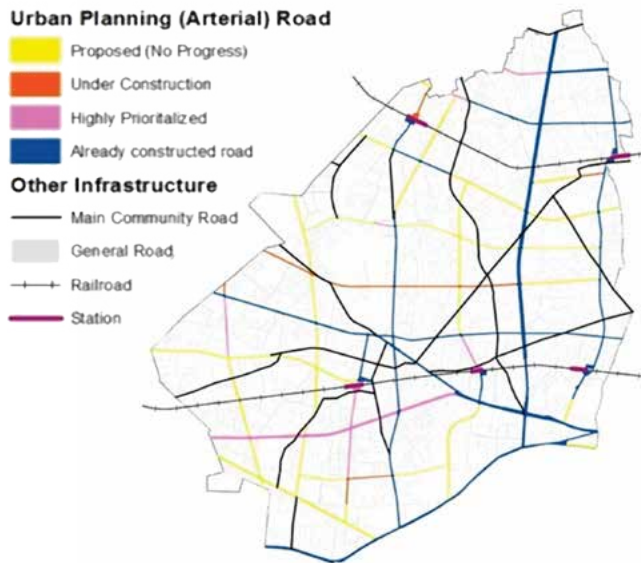 Urban Planning (Arterial) Road
Proposed (No Progress)
Under Construction
Highly Prioritalized
Already constructed road
Other Infrastructure
Main Community Road
General Road
Railroad
Station